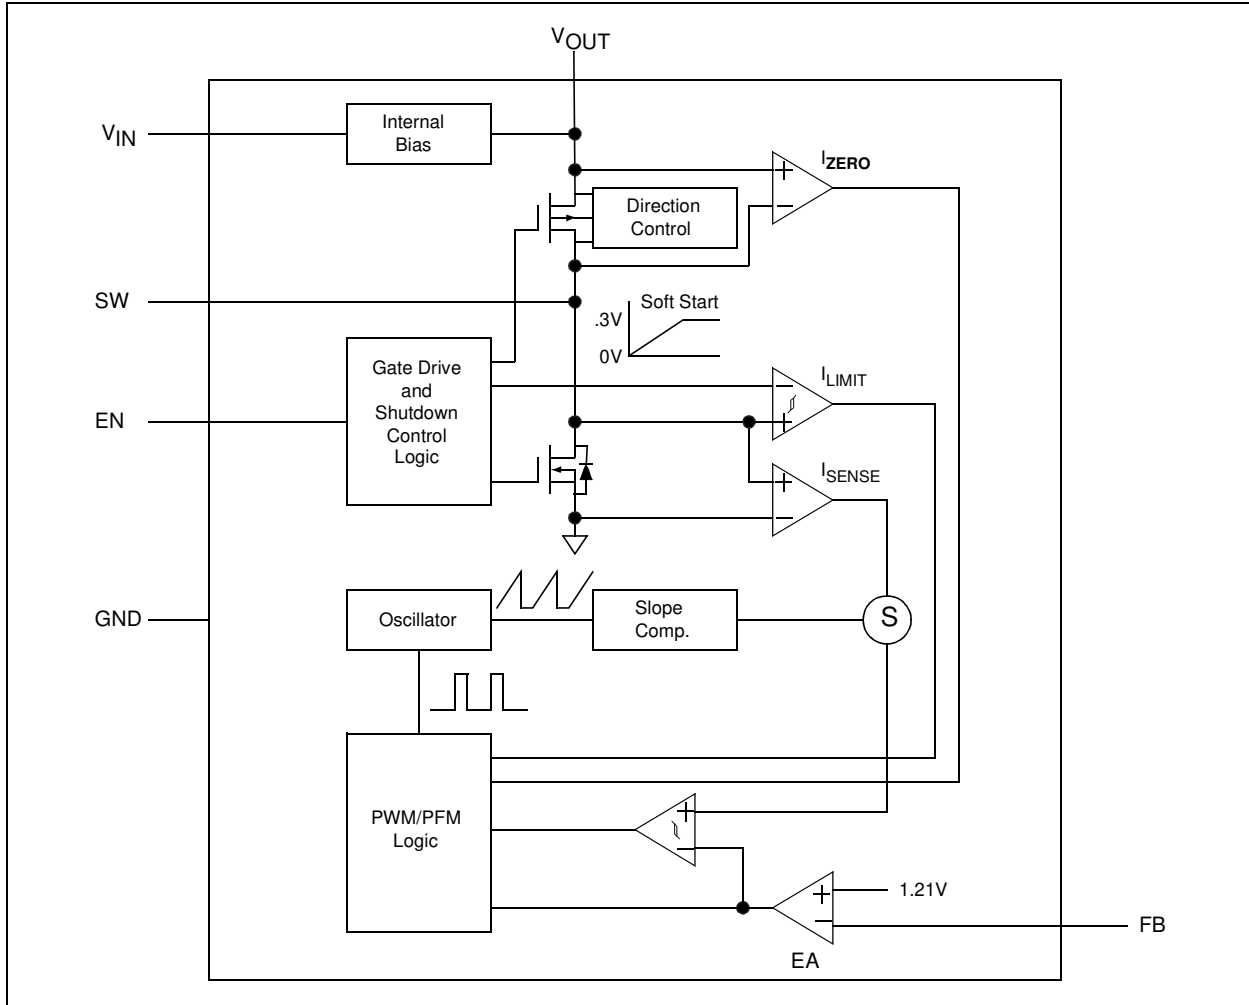 VOUT
VIN
Internal
Bias
IZERO
+
−
Direction
Control
SW
Soft Start
.3V
0V
Gate Drive
and
Shutdown
Control
Logic
EN
ILIMIT
−
+
ISENSE
+
−
GND
Oscillator
Slope
Comp.
S
PWM/PFM
Logic
+
−
+
−
1.21V
FB
EA